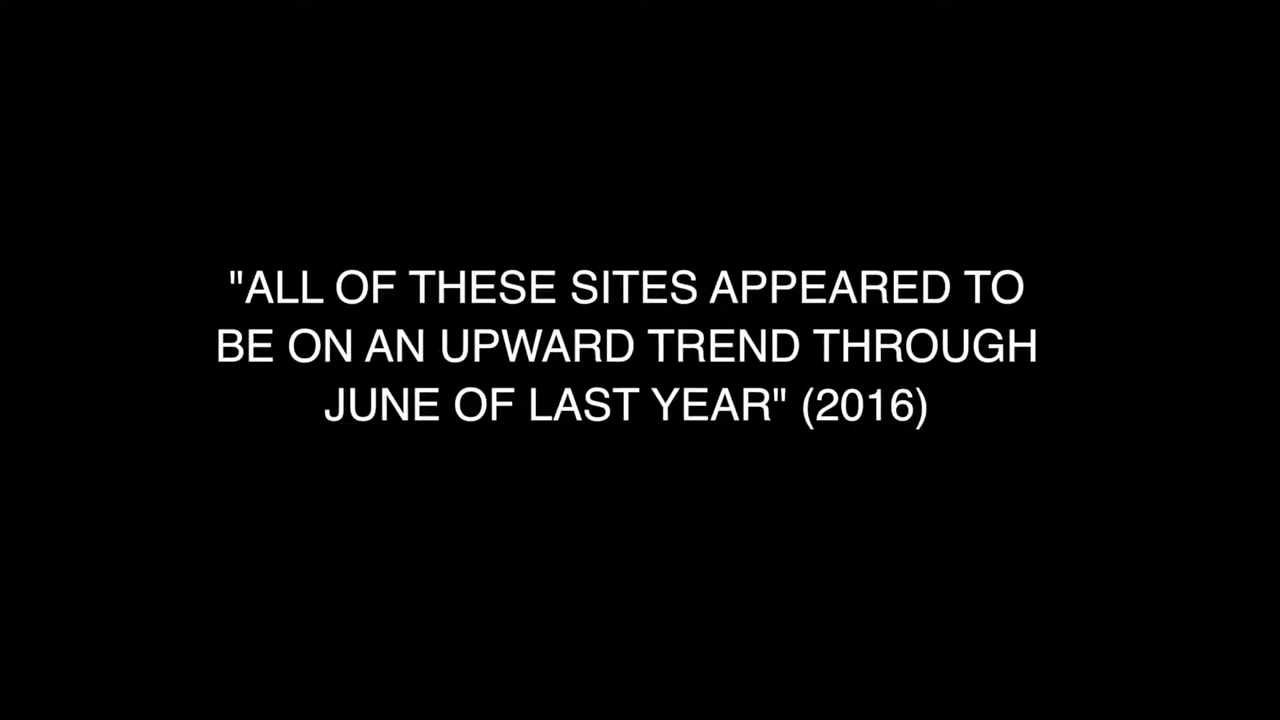 "ALL OF THESE SITES APPEARED TO
BE ON AN UPWARD TREND THROUGH
JUNE OF LAST YEAR" (2016)